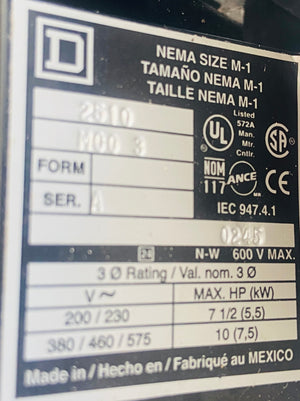 D
NEMA SIZE M-1
TAMAÑO NEMA M-1
TAILLE NEMA M-1
2510
UL Listed
572A
Man.
Mtr.
Cntlr.
SA
FORM
NOM
117
ANCE
CE
SER. A
IEC 947.4.1
0245
D N-W 600 V MAX.
3 Ø Rating / Val. nom. 3 Ø
V~ MAX. HP (kW)
200 / 230 7 1/2 (5,5)
380 / 460 / 575 10 (7,5)
Made in / Hecho en / Fabriqué au MEXICO